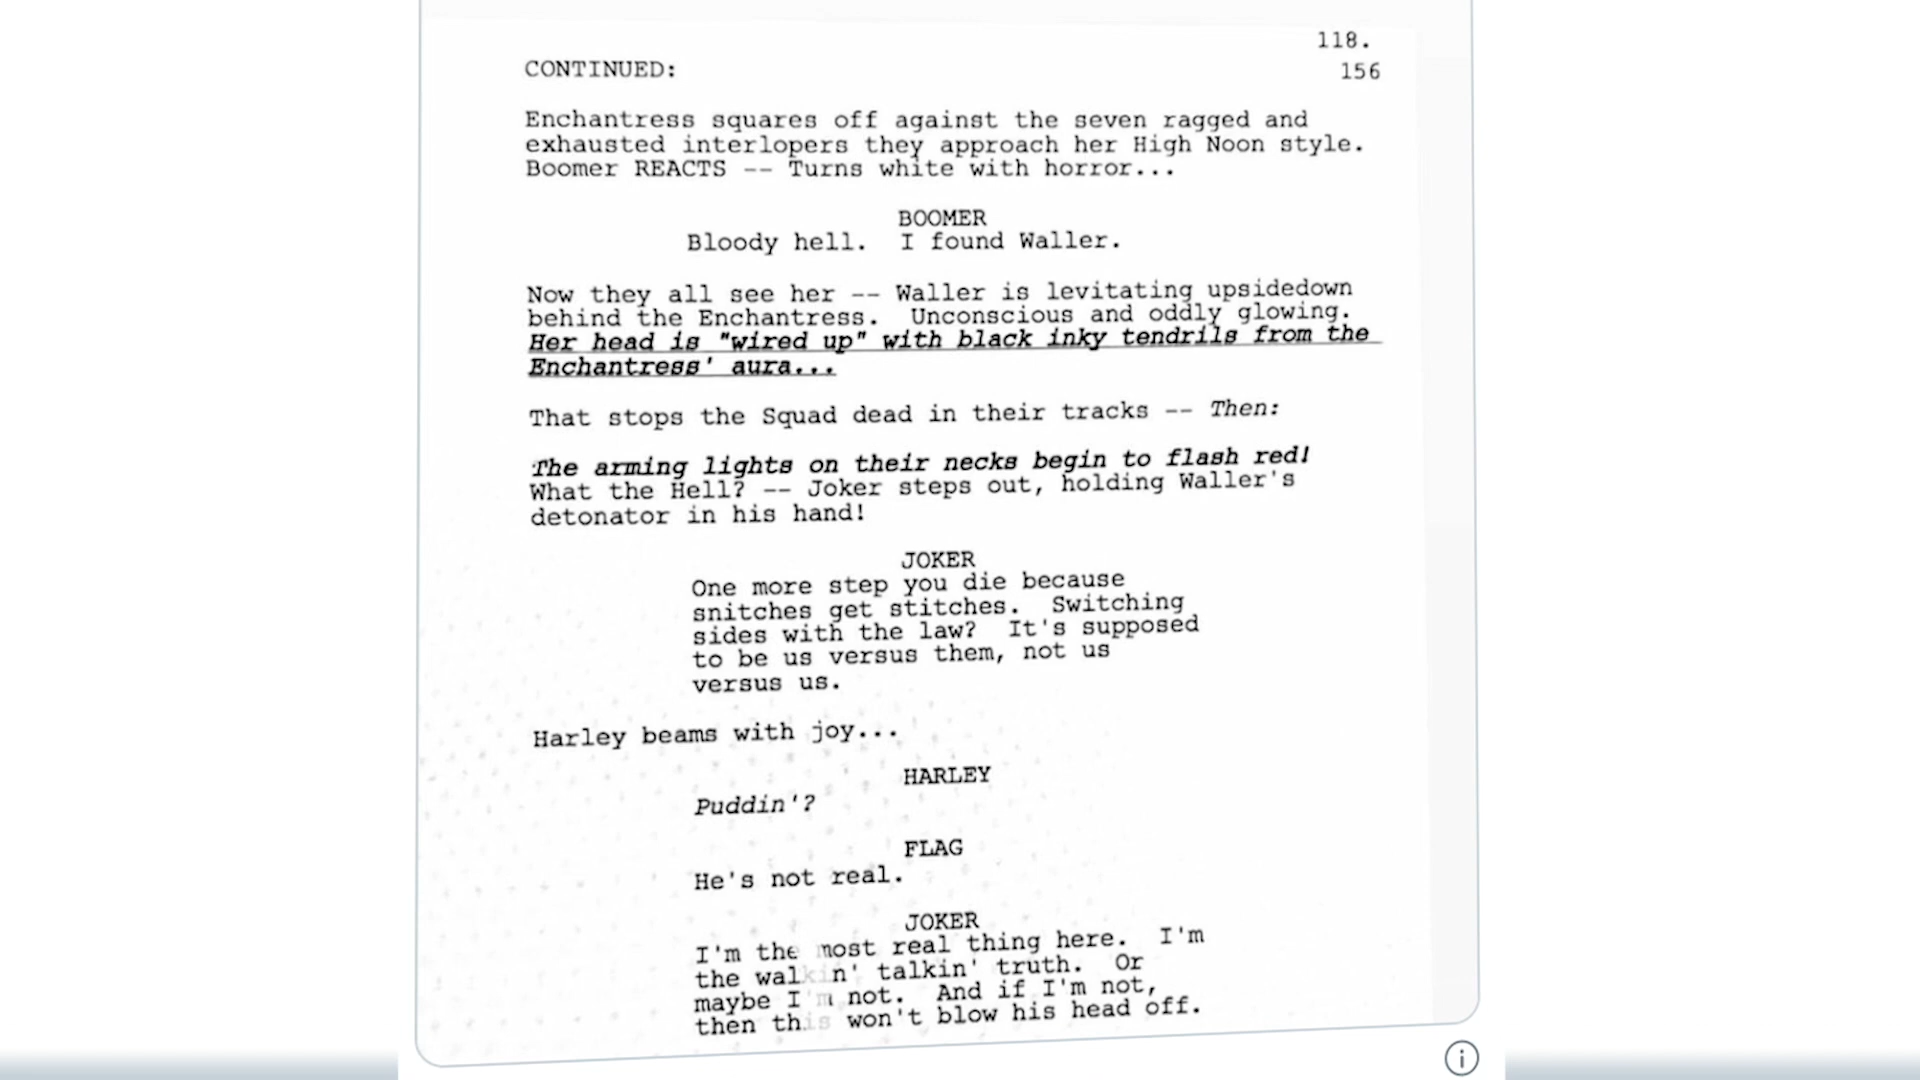 118.
CONTINUED:
156
Enchantress squares off against the seven ragged and
exhausted interlopers they approach her High Noon style.
Boomer REACTS -- Turns white with horror...
BOOMER
Bloody hell.  I found Waller.
Now they all see her -- Waller is levitating upsidedown
behind the Enchantress.  Unconscious and oddly glowing.
Her head is "wired up" with black inky tendrils from the
Enchantress' aura...
That stops the Squad dead in their tracks -- Then:
The arming lights on their necks begin to flash red!
What the Hell? -- Joker steps out, holding Waller's
detonator in his hand!
JOKER
One more step you die because
snitches get stitches.  Switching
sides with the law?  It's supposed
to be us versus them, not us
versus us.
Harley beams with joy...
HARLEY
Puddin'?
FLAG
He's not real.
JOKER
I'm the most real thing here.  I'm
the walkin' talkin' truth.  Or
maybe I'm not.  And if I'm not,
then this won't blow his head off.